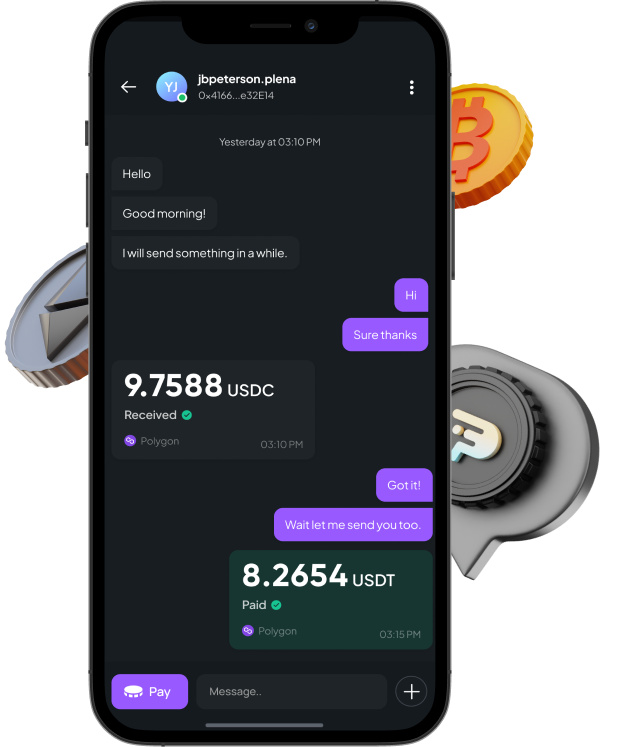 jbpeterson.plena
YJ
0x4166...e32E14
Yesterday at 03:10 PM
Hello
Good morning!
I will send something in a while.
Hi
Sure thanks
9.7588 USDC
Received
Polygon
03:10 PM
Got it!
Wait let me send you too.
8.2654 USDT
Paid
Polygon
03:15 PM
Pay
Message..